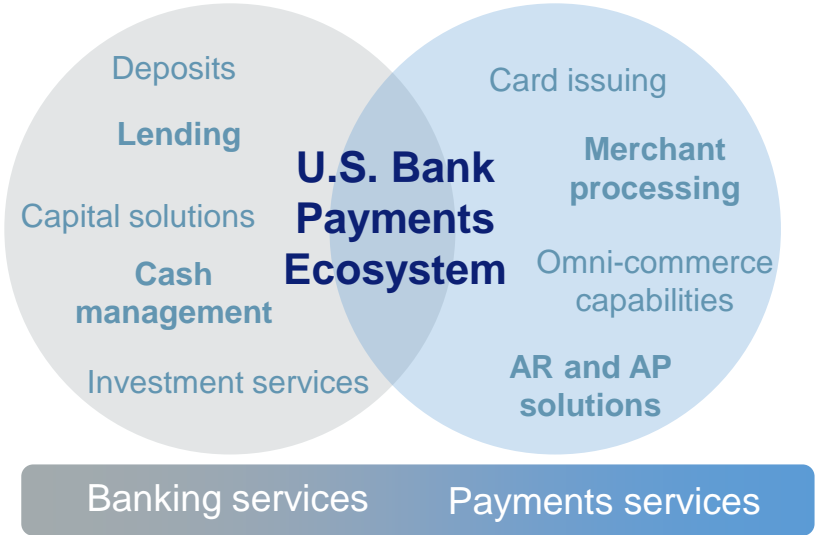 Deposits
Lending
Capital solutions
Cash
management
Investment services
U.S. Bank
Payments
Ecosystem
Card issuing
Merchant
processing
Omni-commerce
capabilities
AR and AP
solutions
Banking services
Payments services